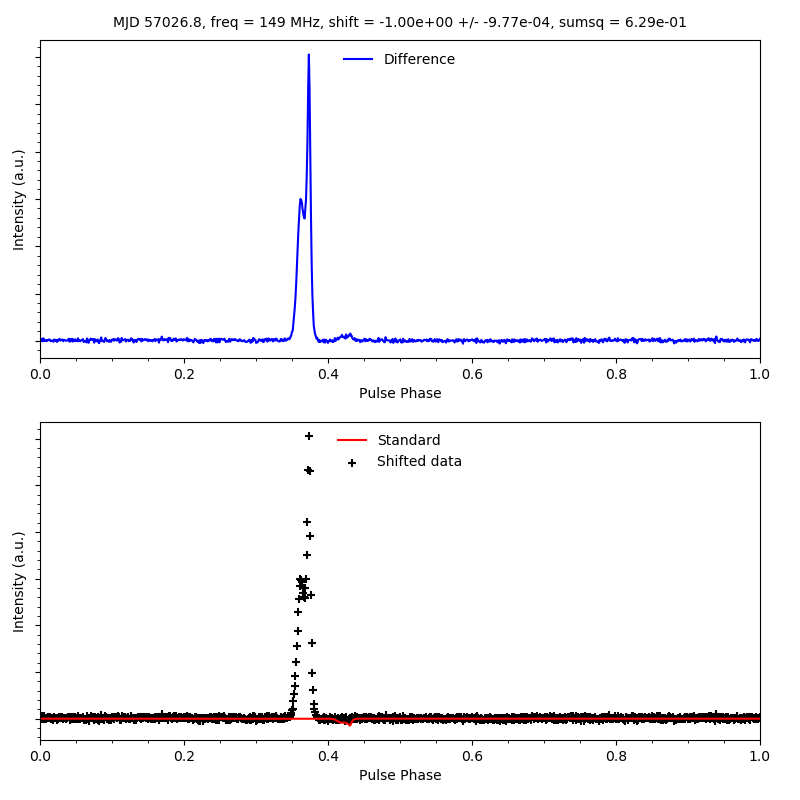 MJD 57026.8, freq = 149 MHz, shift = -1.00e+00 +/- -9.77e-04, sumsq = 6.29e-01
Difference
Intensity (a.u.)
0.0 0.2 0.4 0.6 0.8 1.0
Pulse Phase
Standard
Shifted data
Intensity (a.u.)
0.0 0.2 0.4 0.6 0.8 1.0
Pulse Phase